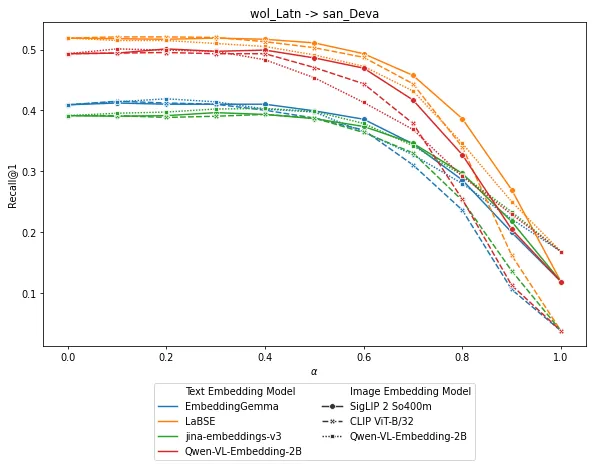 wol_Latn -> san_Deva
Recall@1
0.5
0.4
0.3
0.2
0.1
0.0 0.2 0.4 0.6 0.8 1.0
α
Text Embedding Model
EmbeddingGemma
LaBSE
jina-embeddings-v3
Qwen-VL-Embedding-2B
Image Embedding Model
SigLIP 2 So400m
CLIP ViT-B/32
Qwen-VL-Embedding-2B